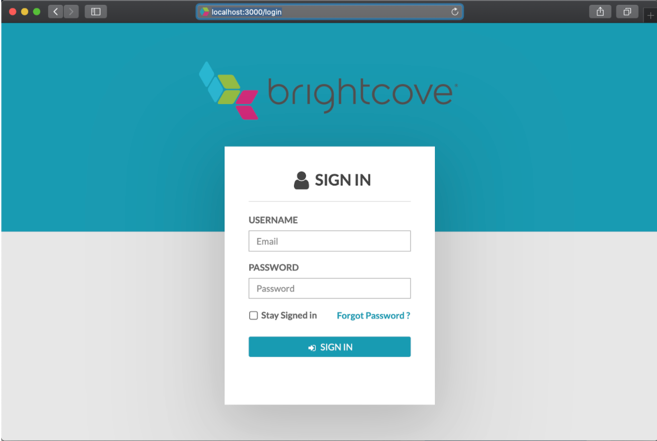 localhost:3000/login
brightcove
SIGN IN
USERNAME
Email
PASSWORD
Password
Stay Signed in Forgot Password ?
SIGN IN